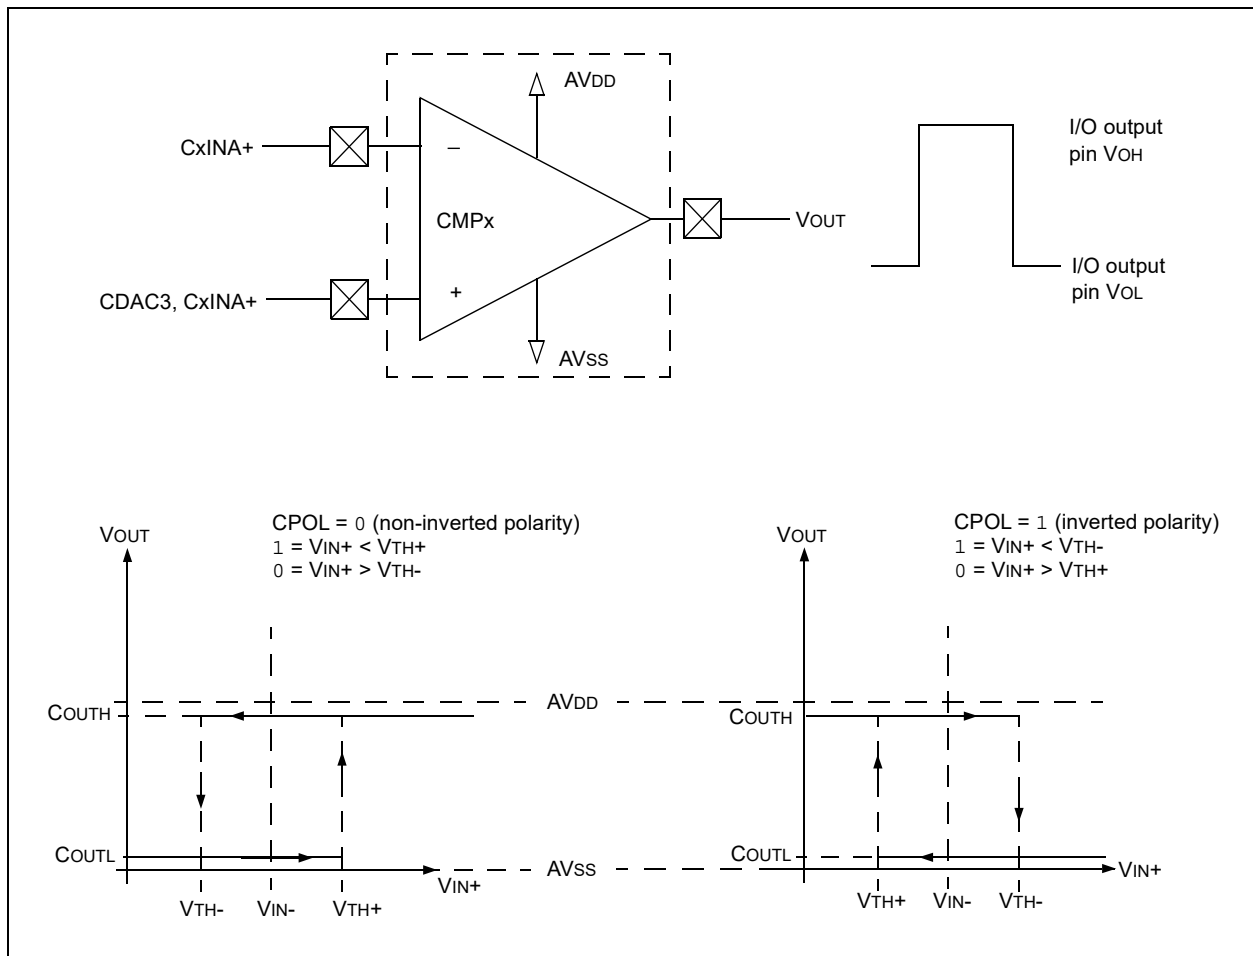 AVDD
CxINA+
−
CMPx
VOUT
+
CDAC3, CxINA+
AVSS
I/O output
pin VOH
I/O output
pin VOL
VOUT
CPOL = 0 (non-inverted polarity)
1 = VIN+ < VTH+
0 = VIN+ > VTH-
COUTH
COUTL
VIN+
VTH-
VIN-
VTH+
AVDD
AVSS
VOUT
CPOL = 1 (inverted polarity)
1 = VIN+ < VTH-
0 = VIN+ > VTH+
COUTH
COUTL
VIN+
VTH+
VIN-
VTH-